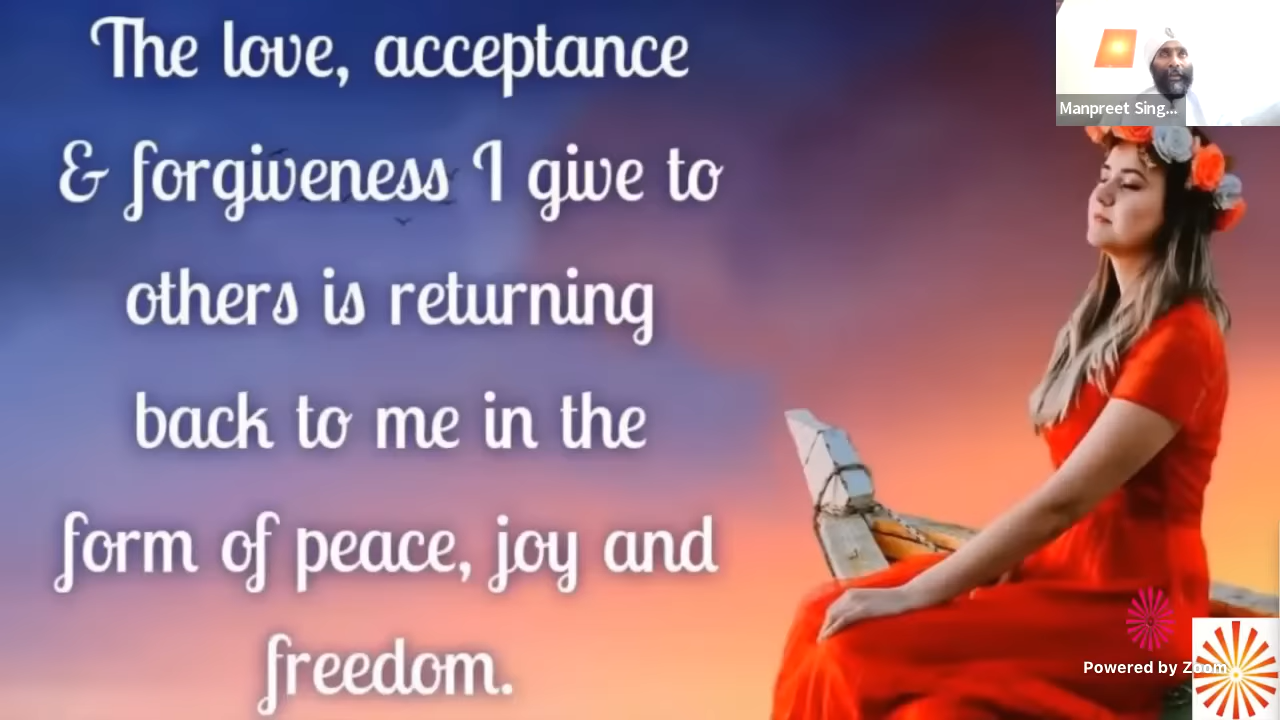 The love, acceptance
& forgiveness I give to
others is returning
back to me in the
form of peace, joy and
freedom.
Manpreet Sing...
Powered by Zoom